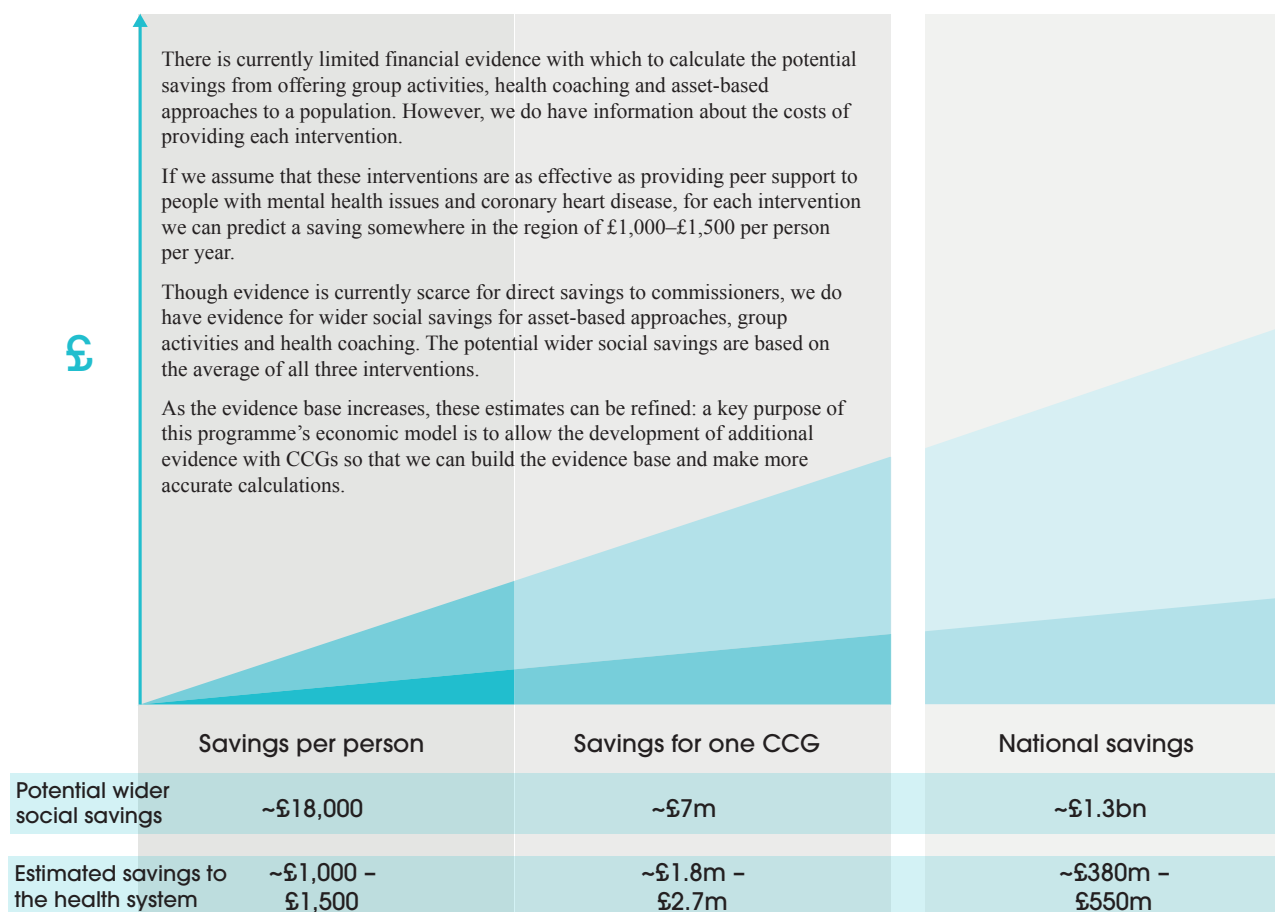 There is currently limited financial evidence with which to calculate the potential
savings from offering group activities, health coaching and asset-based
approaches to a population. However, we do have information about the costs of
providing each intervention.
If we assume that these interventions are as effective as providing peer support to
people with mental health issues and coronary heart disease, for each intervention
we can predict a saving somewhere in the region of £1,000–£1,500 per person
per year.
Though evidence is currently scarce for direct savings to commissioners, we do
have evidence for wider social savings for asset-based approaches, group
activities and health coaching. The potential wider social savings are based on
the average of all three interventions.
As the evidence base increases, these estimates can be refined: a key purpose of
this programme’s economic model is to allow the development of additional
evidence with CCGs so that we can build the evidence base and make more
accurate calculations.
£
Savings per person
Savings for one CCG
National savings
Potential wider
social savings
~£18,000
~£7m
~£1.3bn
Estimated savings to
the health system
~£1,000 –
£1,500
~£1.8m –
£2.7m
~£380m –
£550m